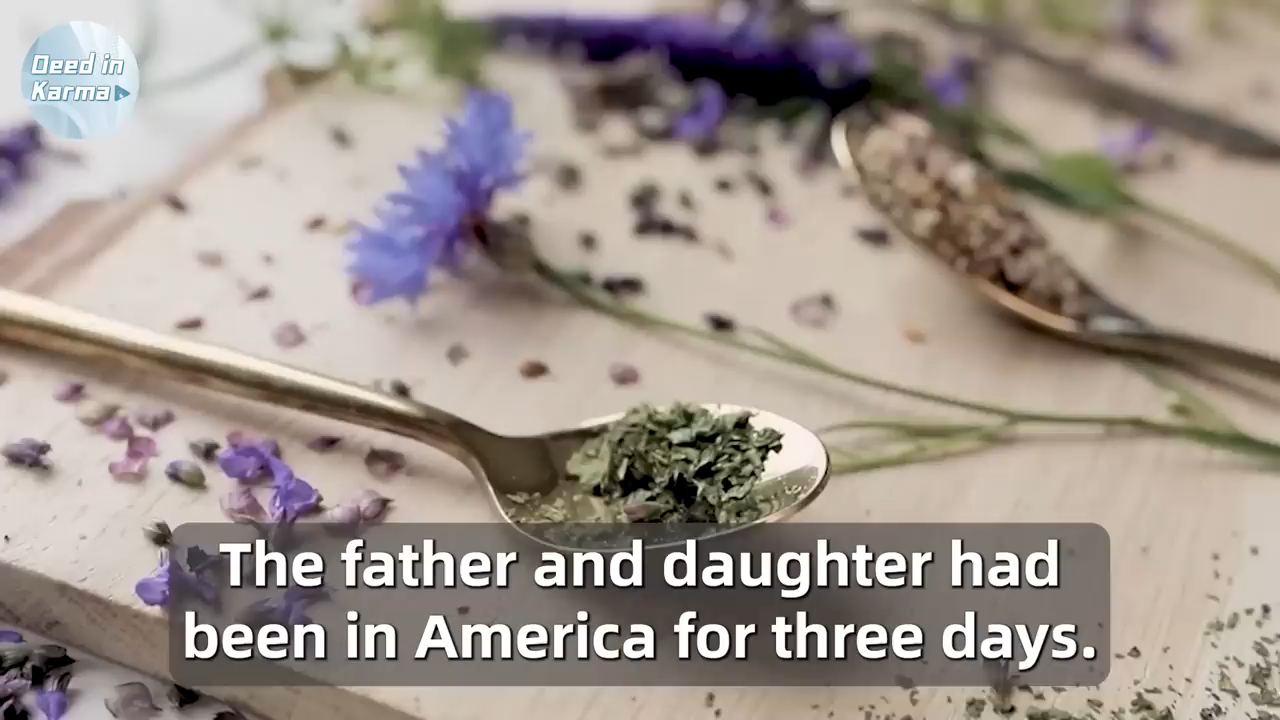 Deed in
Karma
The father and daughter had
been in America for three days.